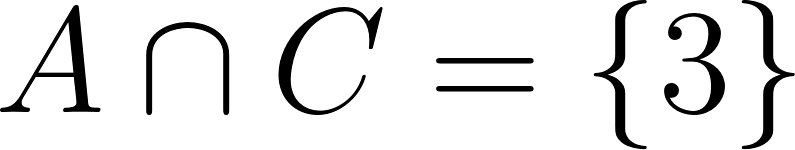 A ∩ C = {3}